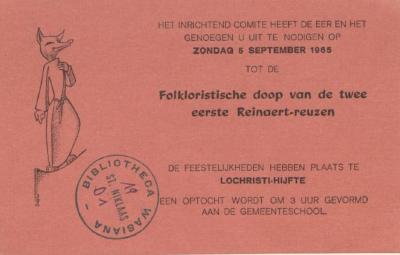 HET INRICHTEND COMITE HEEFT DE EER EN HET
GENOEGEN U UIT TE NODIGEN OP
ZONDAG 5 SEPTEMBER 1965
TOT DE
Folkloristische doop van de twee
eerste Reinaert-reuzen
DE FEESTELIJKHEDEN HEBBEN PLAATS TE
LOCHRISTI-HIJFTE
EEN OPTOCHT WORDT OM 3 UUR GEVORMD
AAN DE GEMEENTESCHOOL.
BIBLIOTHECA WASIANA
ST. NIKLAAS